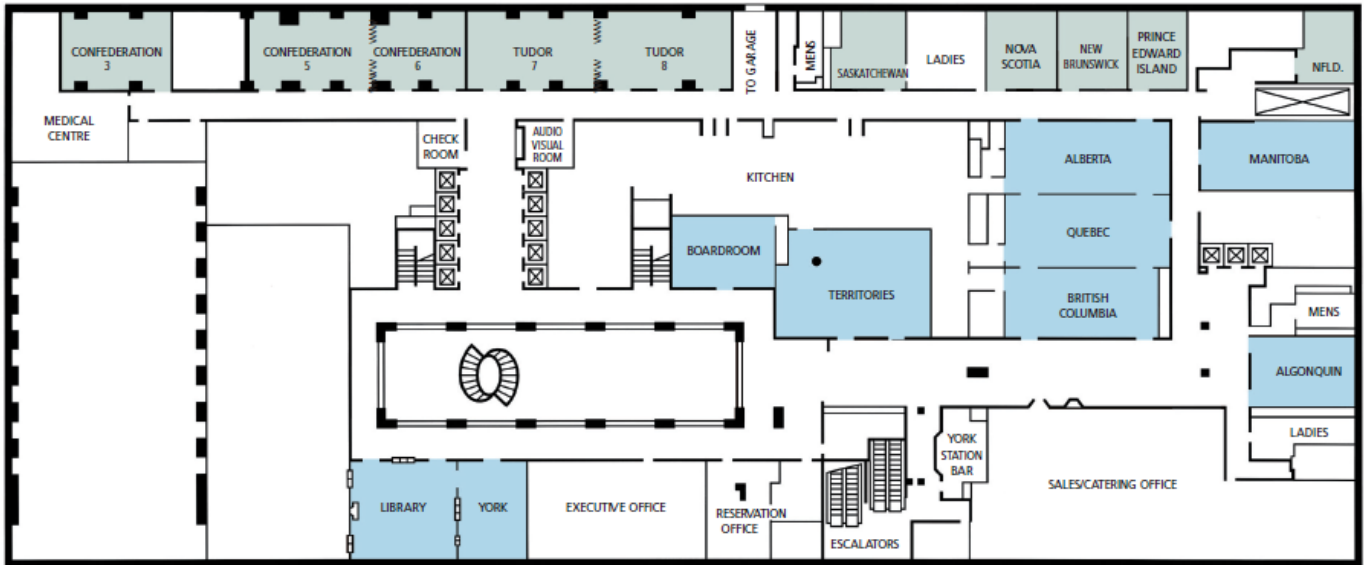 CONFEDERATION
3
CONFEDERATION
5
CONFEDERATION
6
TUDOR
7
TUDOR
8
TO GARAGE
MENS
SASKATCHEWAN
LADIES
NOVA
SCOTIA
NEW
BRUNSWICK
PRINCE
EDWARD
ISLAND
NFLD.
MEDICAL
CENTRE
CHECK
ROOM
AUDIO
VISUAL
ROOM
KITCHEN
ALBERTA
MANITOBA
BOARDROOM
QUEBEC
TERRITORIES
BRITISH
COLUMBIA
MENS
ALGONQUIN
LADIES
YORK
STATION
BAR
SALES/CATERING OFFICE
LIBRARY
YORK
EXECUTIVE OFFICE
RESERVATION
OFFICE
ESCALATORS